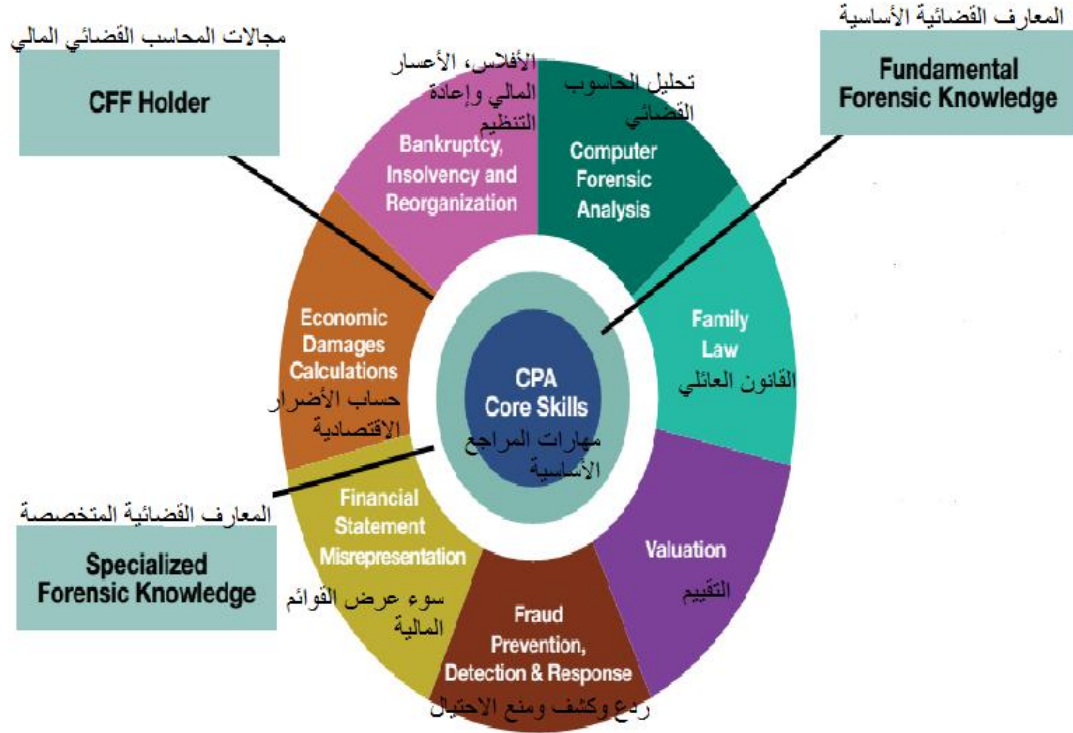 مجالات المحاسب القضائي المالي
CFF Holder
المعارف القضائية الأساسية
Fundamental
Forensic Knowledge
الأفلاس، الأعسار
المالي وإعادة
التنظيم
Bankruptcy,
Insolvency and
Reorganization
تحليل الحاسوب
القضائي
Computer
Forensic
Analysis
Economic
Damages
Calculations
حساب الأضرار
الاقتصادية
CPA
Core Skills
مهارات المراجع
الأساسية
Family
Law
القانون العائلي
المعارف القضائية المتخصصة
Specialized
Forensic Knowledge
Financial
Statement
Misrepresentation
سوء عرض القوائم
المالية
Valuation
التقييم
Fraud
Prevention,
Detection & Response
ردع وكشف ومنع الاحتيال